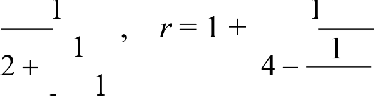 1 1
1 , r = 1 + 1
2 + 4 −
1